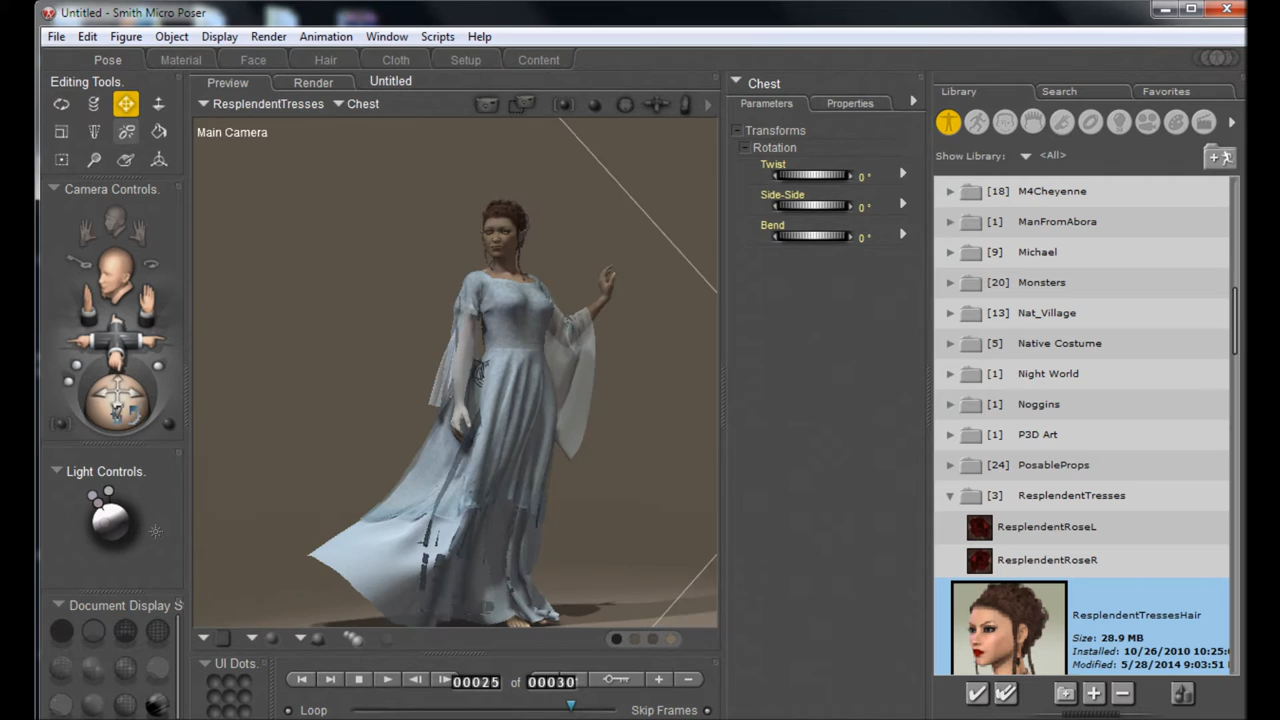 Untitled - Smith Micro Poser
File Edit Figure Object Display Render Animation Window Scripts Help
Pose Material Face Hair Cloth Setup Content
Editing Tools.
Camera Controls.
Light Controls.
Document Display S
Preview Render Untitled
ResplendentTresses Chest
Main Camera
UI Dots.
00025 of 00030
Loop Skip Frames
Chest
Parameters Properties
Transforms
Rotation
Twist
0 °
Side-Side
0 °
Bend
0 °
Library Search Favorites
Show Library: <All>
[18] M4Cheyenne
[1] ManFromAbora
[9] Michael
[20] Monsters
[13] Nat_Village
[5] Native Costume
[1] Night World
[1] Noggins
[1] P3D Art
[24] PosableProps
[3] ResplendentTresses
ResplendentRoseL
ResplendentRoseR
ResplendentTressesHair
Size: 28.9 MB
Installed: 10/26/2010 10:25:
Modified: 5/28/2014 9:03:51